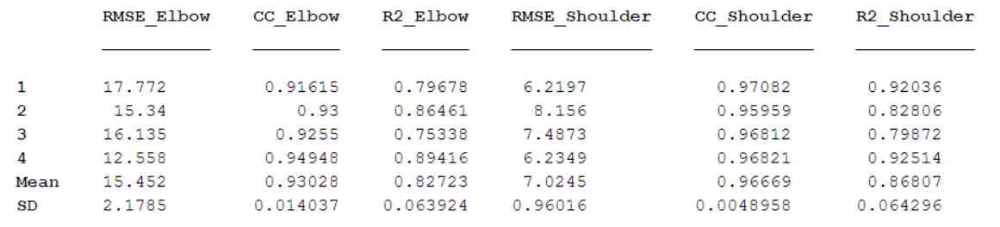 RMSE_Elbow CC_Elbow R2_Elbow RMSE_Shoulder CC_Shoulder R2_Shoulder
1 17.772 0.91615 0.79678 6.2197 0.97082 0.92036
2 15.34 0.93 0.86461 8.156 0.95959 0.82806
3 16.135 0.9255 0.75338 7.4873 0.96812 0.79872
4 12.558 0.94948 0.89416 6.2349 0.96821 0.92514
Mean 15.452 0.93028 0.82723 7.0245 0.96669 0.86807
SD 2.1785 0.014037 0.063924 0.96016 0.0048958 0.064296